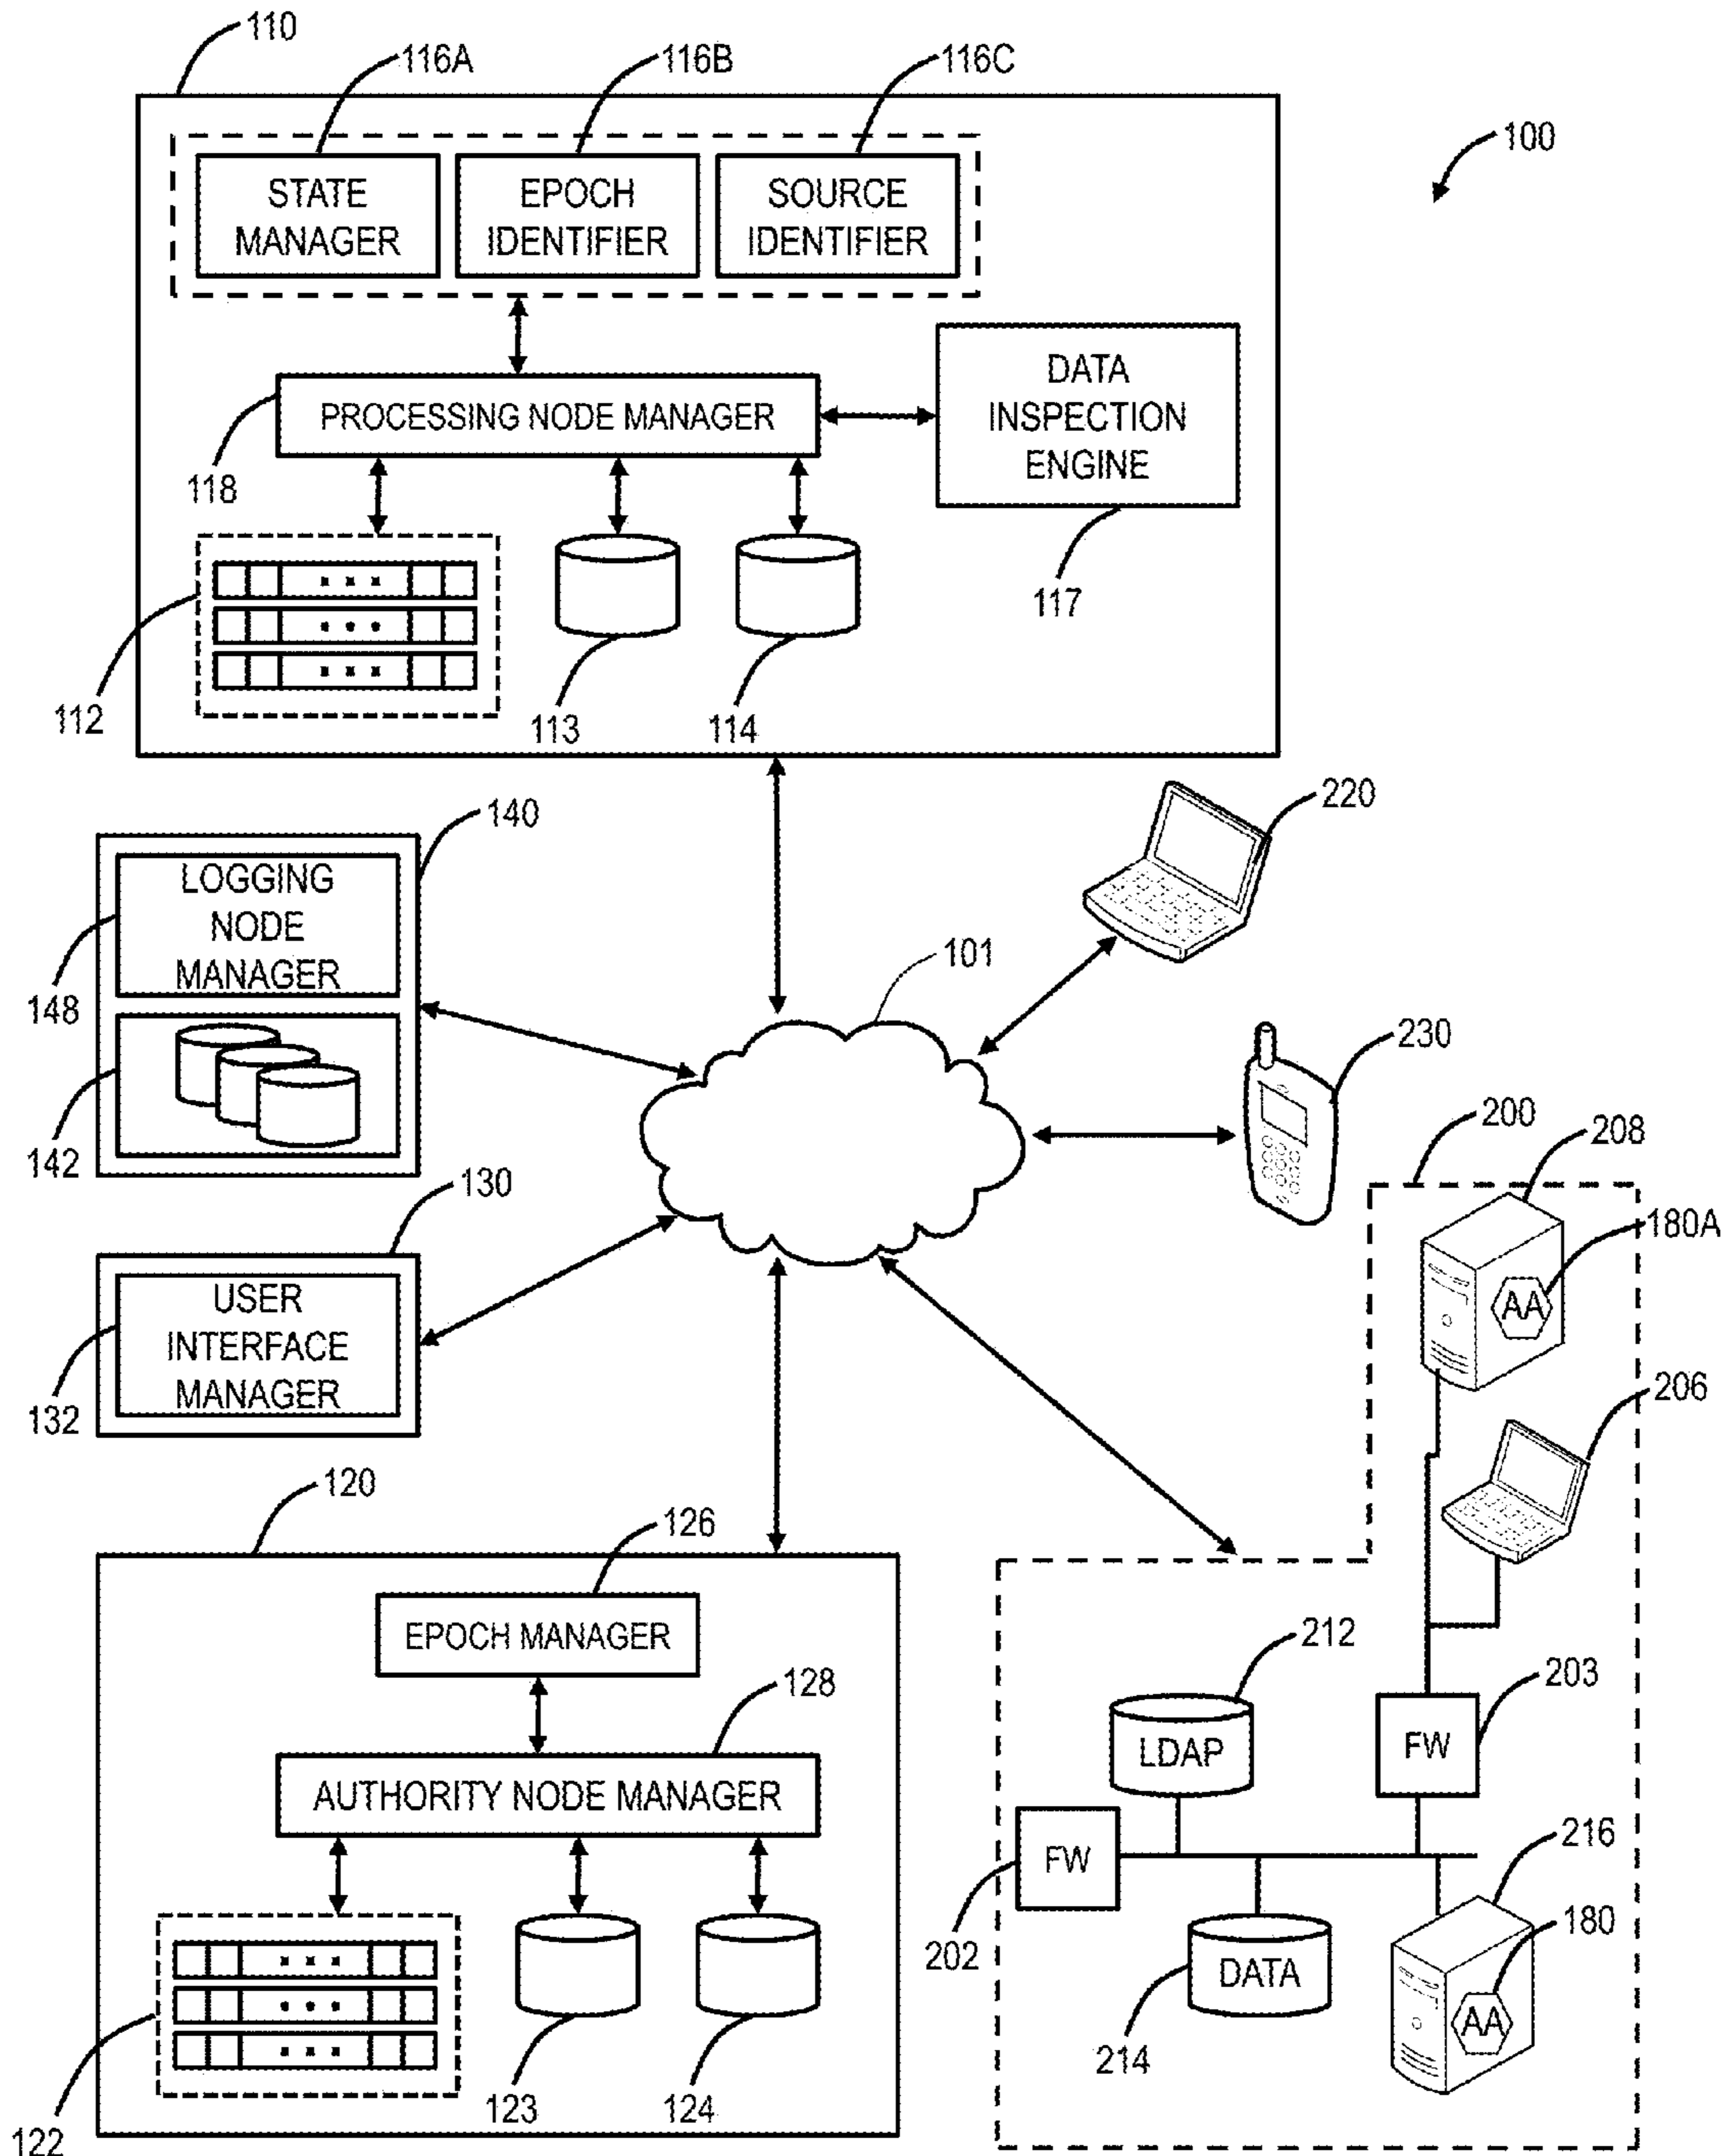 110
116A
116B
116C
100
STATE
MANAGER
EPOCH
IDENTIFIER
SOURCE
IDENTIFIER
DATA
INSPECTION
ENGINE
PROCESSING NODE MANAGER
118
117
112
113
114
140
220
LOGGING
NODE
MANAGER
101
148
230
142
200
208
130
180A
USER
INTERFACE
MANAGER
AA
132
206
120
126
EPOCH MANAGER
212
128
203
LDAP
FW
AUTHORITY NODE MANAGER
216
FW
180
202
DATA
AA
214
123
124
122